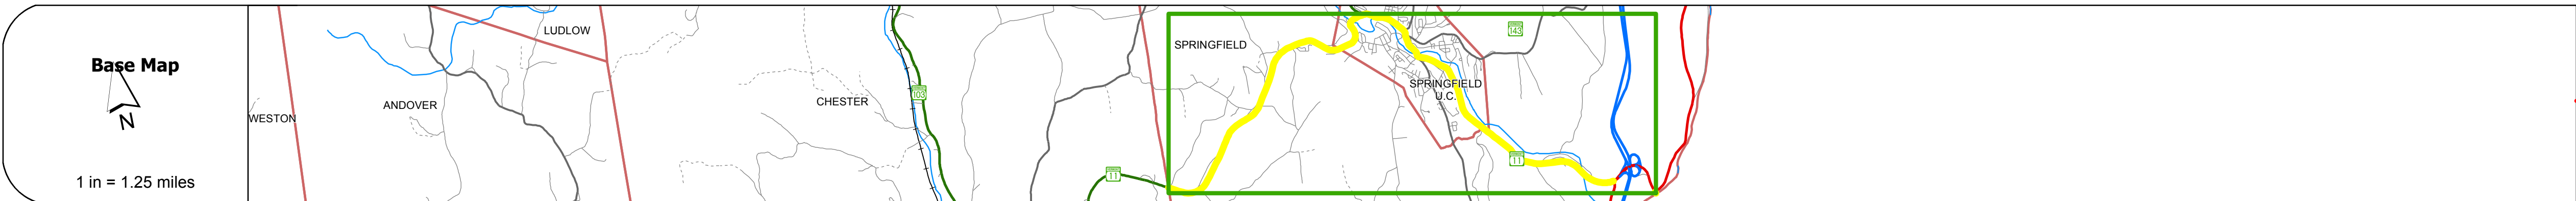 Base Map
N
1 in = 1.25 miles
WESTON
ANDOVER
LUDLOW
CHESTER
103
11
SPRINGFIELD
SPRINGFIELD
U.C.
143
11